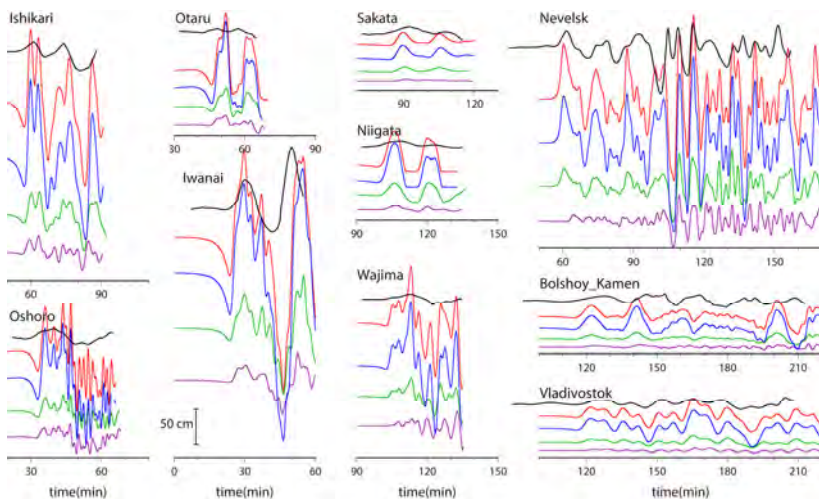 Ishikari
60 90
Oshoro
30 60
time(min)
Otaru
30 60 90
Iwanai
50 cm
0 30 60
time(min)
Sakata
90 120
Niigata
90 120 150
Wajima
90 120 150
time(min)
Nevelsk
60 90 120 150
Bolshoy_Kamen
120 150 180 210
Vladivostok
120 150 180 210
time(min)